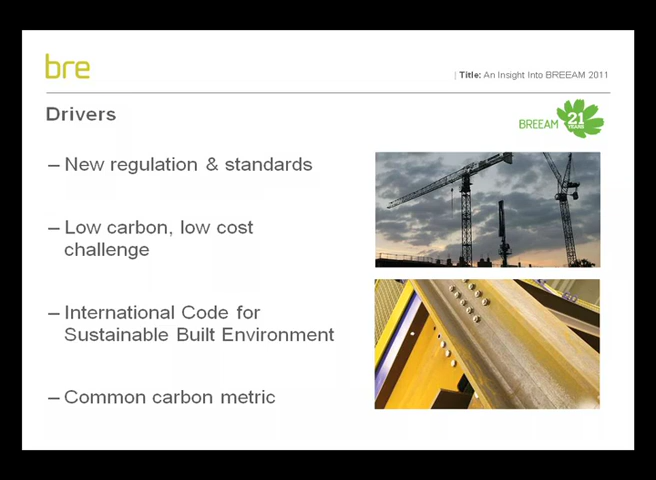 bre
| Title: An Insight Into BREEAM 2011
Drivers
BREEAM 21
YEARS
– New regulation & standards
– Low carbon, low cost
challenge
– International Code for
Sustainable Built Environment
– Common carbon metric